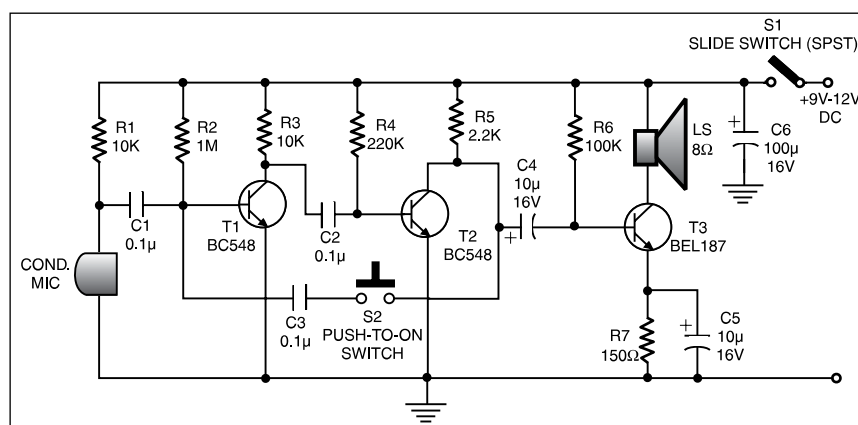 S1
SLIDE SWITCH (SPST)
+9V-12V
DC
R1
10K
R2
1M
R3
10K
R4
220K
R5
2.2K
R6
100K
LS
8Ω
C6
100µ
16V
C4
10µ
16V
C1
0.1µ
T1
BC548
C2
0.1µ
T2
BC548
T3
BEL187
COND.
MIC
C3
0.1µ
S2
PUSH-TO-ON
SWITCH
R7
150Ω
C5
10µ
16V